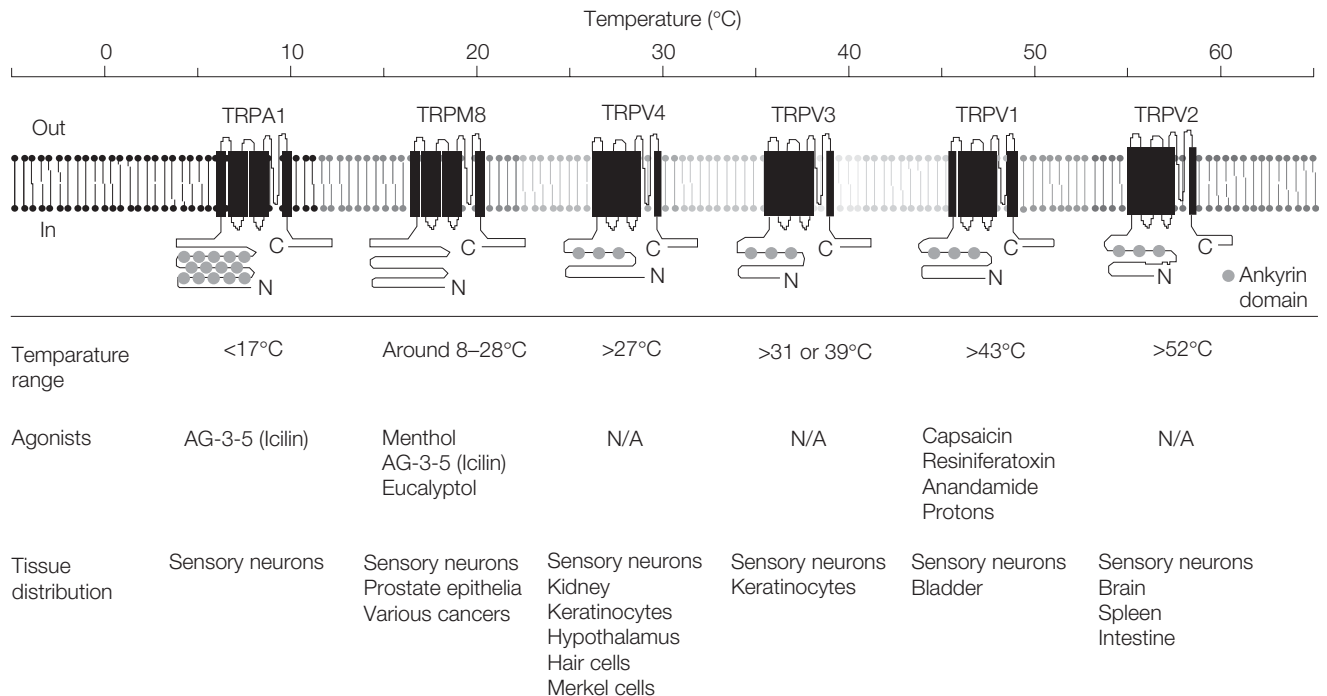 Temperature (°C)
0 10 20 30 40 50 60
TRPA1 TRPM8 TRPV4 TRPV3 TRPV1 TRPV2
Out
In
C C C C C C
N N N N N N
Ankyrin
domain
Temparature
range
<17°C
Around 8–28°C
>27°C
>31 or 39°C
>43°C
>52°C
Agonists
AG-3-5 (Icilin)
Menthol
AG-3-5 (Icilin)
Eucalyptol
N/A
N/A
Capsaicin
Resiniferatoxin
Anandamide
Protons
N/A
Tissue
distribution
Sensory neurons
Sensory neurons
Prostate epithelia
Various cancers
Sensory neurons
Kidney
Keratinocytes
Hypothalamus
Hair cells
Merkel cells
Sensory neurons
Keratinocytes
Sensory neurons
Bladder
Sensory neurons
Brain
Spleen
Intestine